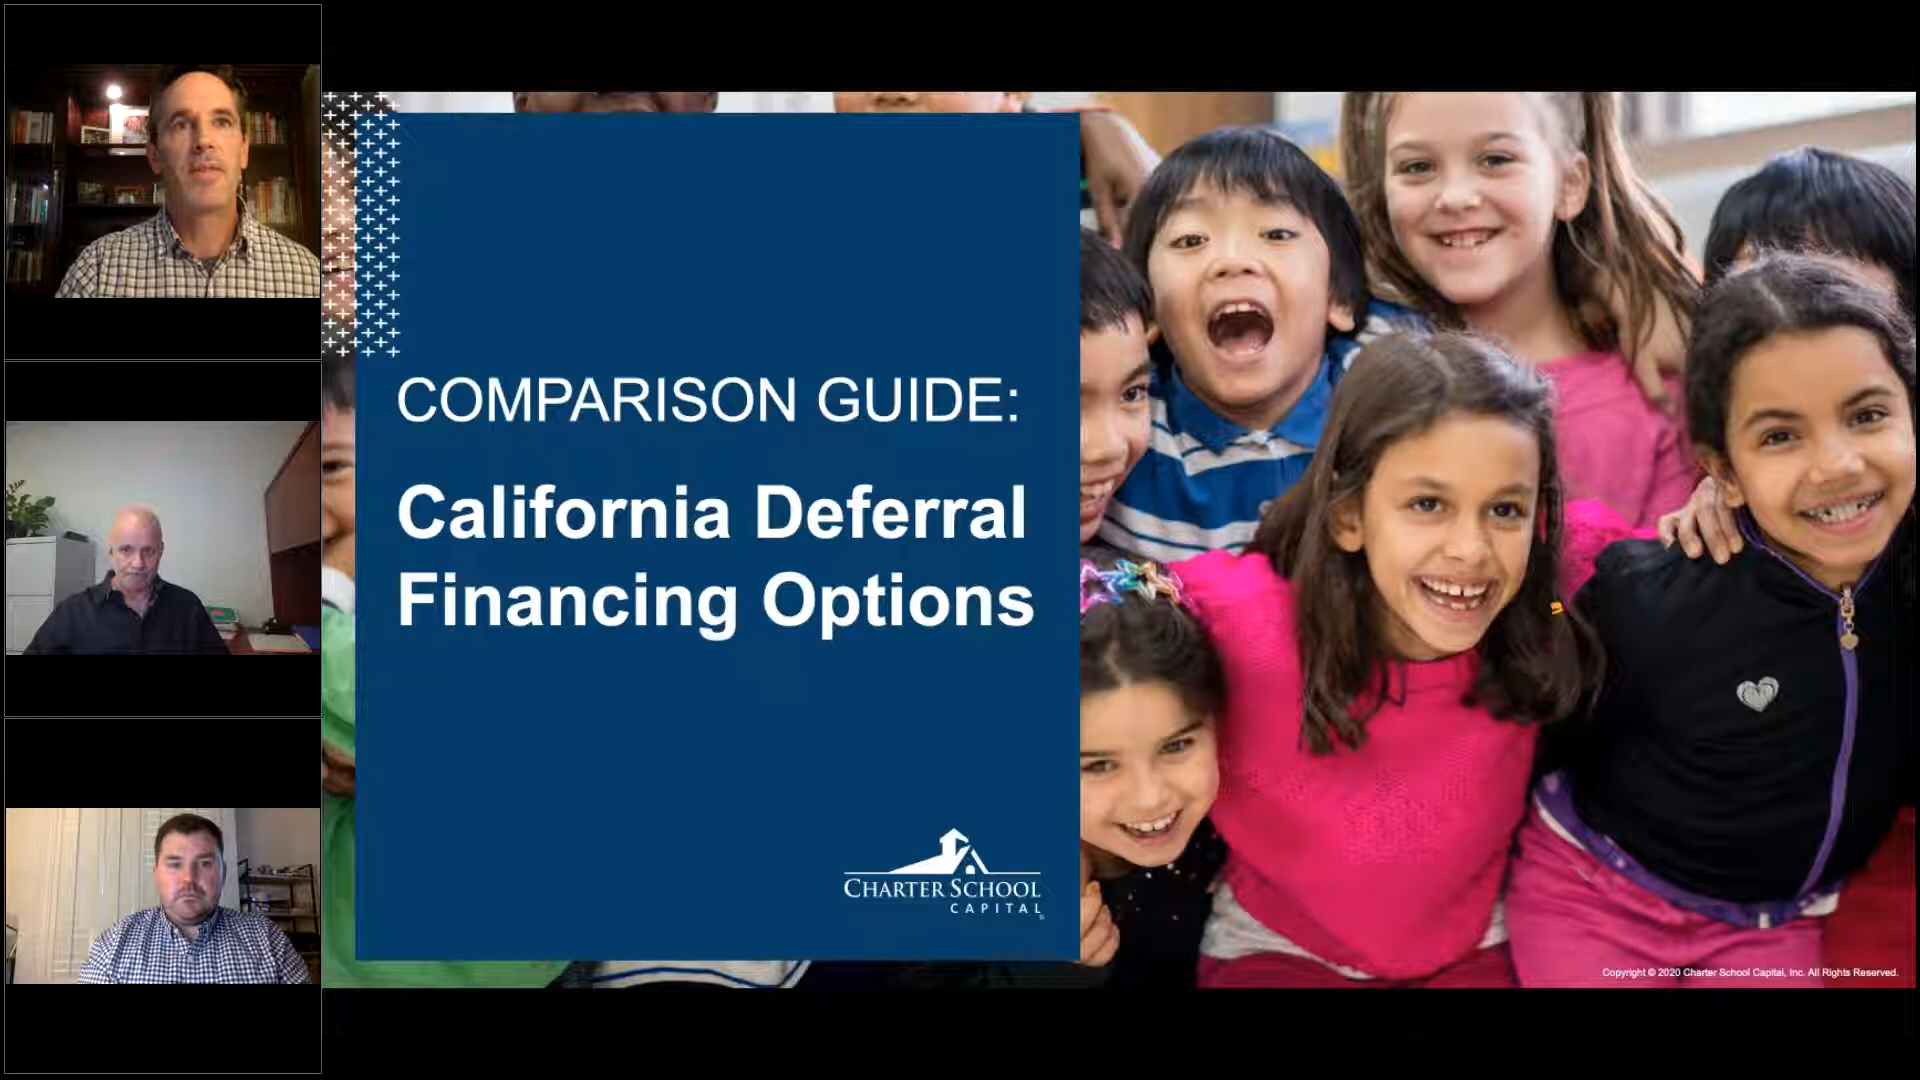 COMPARISON GUIDE:
California Deferral
Financing Options
CHARTER SCHOOL
CAPITAL
Copyright © 2020 Charter School Capital, Inc. All Rights Reserved.